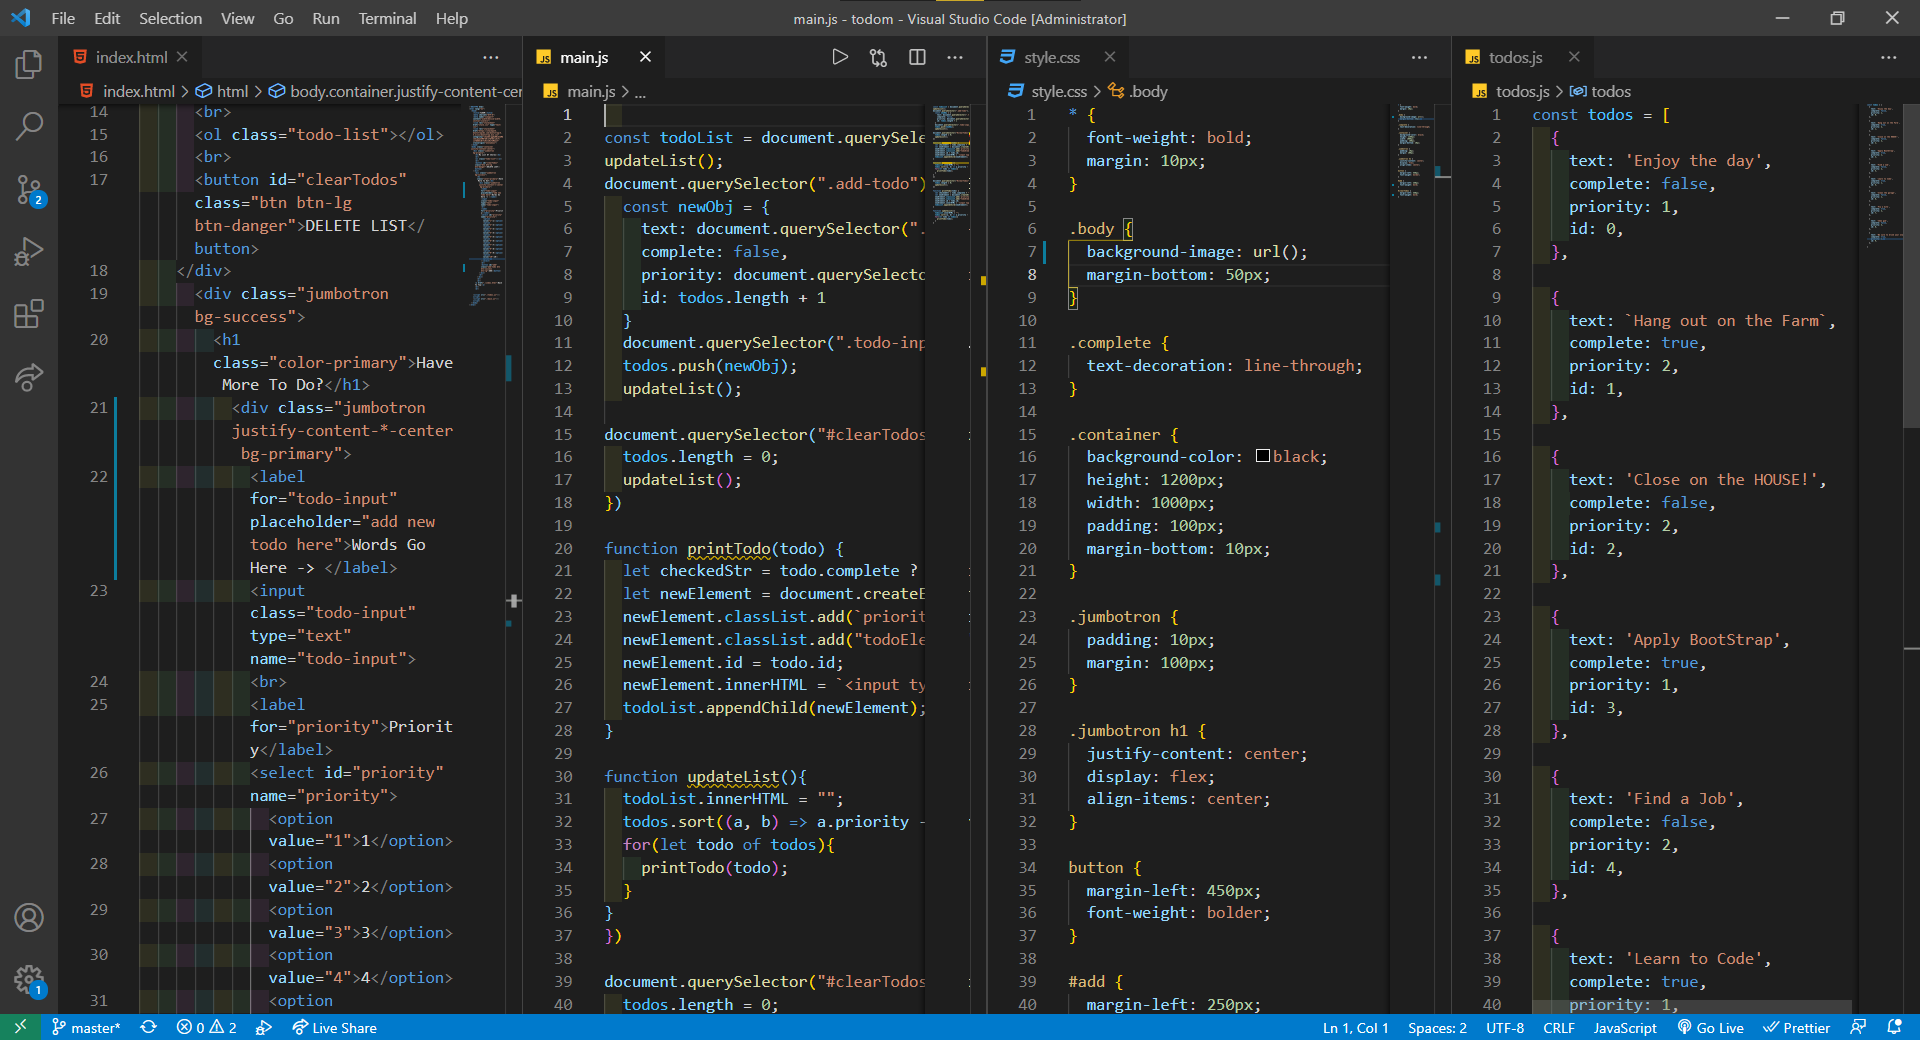 File Edit Selection View Go Run Terminal Help
main.js - todom - Visual Studio Code [Administrator]
index.html
index.html > html > body.container.justify-content-cer
14 <br>
15 <ol class="todo-list"></ol>
16 <br>
17 <button id="clearTodos"
class="btn btn-lg
btn-danger">DELETE LIST</
button>
18 </div>
19 <div class="jumbotron
bg-success">
20 <h1
class="color-primary">Have
More To Do?</h1>
21 <div class="jumbotron
justify-content-*-center
bg-primary">
22 <label
for="todo-input"
placeholder="add new
todo here">Words Go
Here -> </label>
23 <input
class="todo-input"
type="text"
name="todo-input">
24 <br>
25 <label
for="priority">Priorit
y</label>
26 <select id="priority"
name="priority">
27 <option
value="1">1</option>
28 <option
value="2">2</option>
29 <option
value="3">3</option>
30 <option
value="4">4</option>
31 <option
main.js
main.js > ...
1
2 const todoList = document.querySele
3 updateList();
4 document.querySelector(".add-todo")
5 const newObj = {
6 text: document.querySelector(".
7 complete: false,
8 priority: document.querySelecto
9 id: todos.length + 1
10 }
11 document.querySelector(".todo-inp
12 todos.push(newObj);
13 updateList();
14
15 document.querySelector("#clearTodos
16 todos.length = 0;
17 updateList();
18 })
19
20 function printTodo(todo) {
21 let checkedStr = todo.complete ?
22 let newElement = document.createE
23 newElement.classList.add(`priorit
24 newElement.classList.add("todoEle
25 newElement.id = todo.id;
26 newElement.innerHTML = `<input ty
27 todoList.appendChild(newElement);
28 }
29
30 function updateList(){
31 todoList.innerHTML = "";
32 todos.sort((a, b) => a.priority -
33 for(let todo of todos){
34 printTodo(todo);
35 }
36 }
37 })
38
39 document.querySelector("#clearTodos
40 todos.length = 0;
style.css
style.css > .body
1 * {
2 font-weight: bold;
3 margin: 10px;
4 }
5
6 .body {
7 background-image: url();
8 margin-bottom: 50px;
9 }
10
11 .complete {
12 text-decoration: line-through;
13 }
14
15 .container {
16 background-color: black;
17 height: 1200px;
18 width: 1000px;
19 padding: 100px;
20 margin-bottom: 10px;
21 }
22
23 .jumbotron {
24 padding: 10px;
25 margin: 100px;
26 }
27
28 .jumbotron h1 {
29 justify-content: center;
30 display: flex;
31 align-items: center;
32 }
33
34 button {
35 margin-left: 450px;
36 font-weight: bolder;
37 }
38
39 #add {
40 margin-left: 250px;
todos.js
todos.js > todos
1 const todos = [
2 {
3 text: 'Enjoy the day',
4 complete: false,
5 priority: 1,
6 id: 0,
7 },
8
9 {
10 text: `Hang out on the Farm`,
11 complete: true,
12 priority: 2,
13 id: 1,
14 },
15
16 {
17 text: 'Close on the HOUSE!',
18 complete: false,
19 priority: 2,
20 id: 2,
21 },
22
23 {
24 text: 'Apply BootStrap',
25 complete: true,
26 priority: 1,
27 id: 3,
28 },
29
30 {
31 text: 'Find a Job',
32 complete: false,
33 priority: 2,
34 id: 4,
35 },
36
37 {
38 text: 'Learn to Code',
39 complete: true,
40 priority: 1,
2
1
master* 0 2 Live Share
Ln 1, Col 1 Spaces: 2 UTF-8 CRLF JavaScript Go Live Prettier